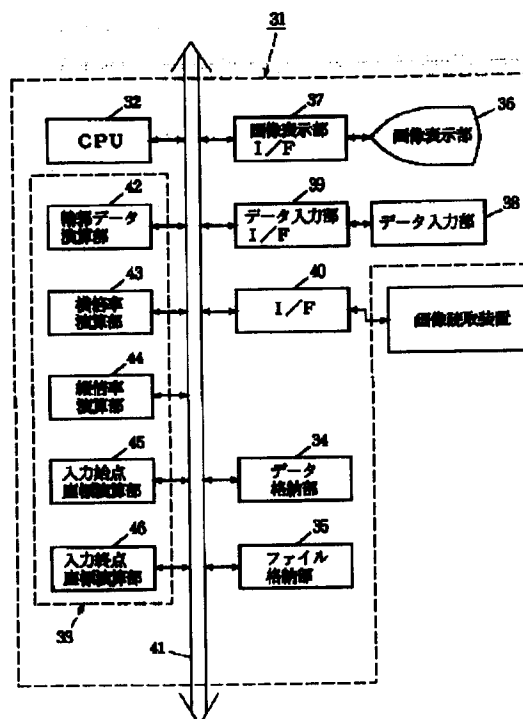 31
32
CPU
37
画像表示部
I/F
36
画像表示部
42
輪郭データ
演算部
39
データ入力部
I/F
38
データ入力部
43
横倍率
演算部
40
I/F
画像読取装置
44
縦倍率
演算部
45
入力始点
座標演算部
34
データ
格納部
46
入力終点
座標演算部
35
ファイル
格納部
33
41